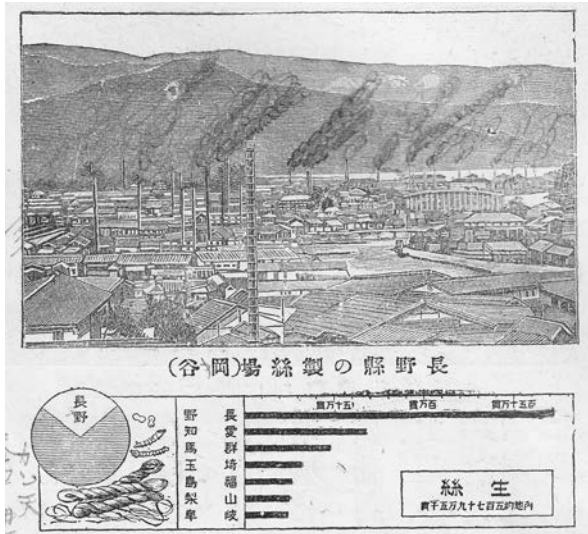 長野縣の製絲場(岡谷)
長野
五十万貫
百万貫
百五十万貫
長野
愛知
群馬
埼玉
福島
山梨
岐阜
生絲
內地約五百七十九万五千貫